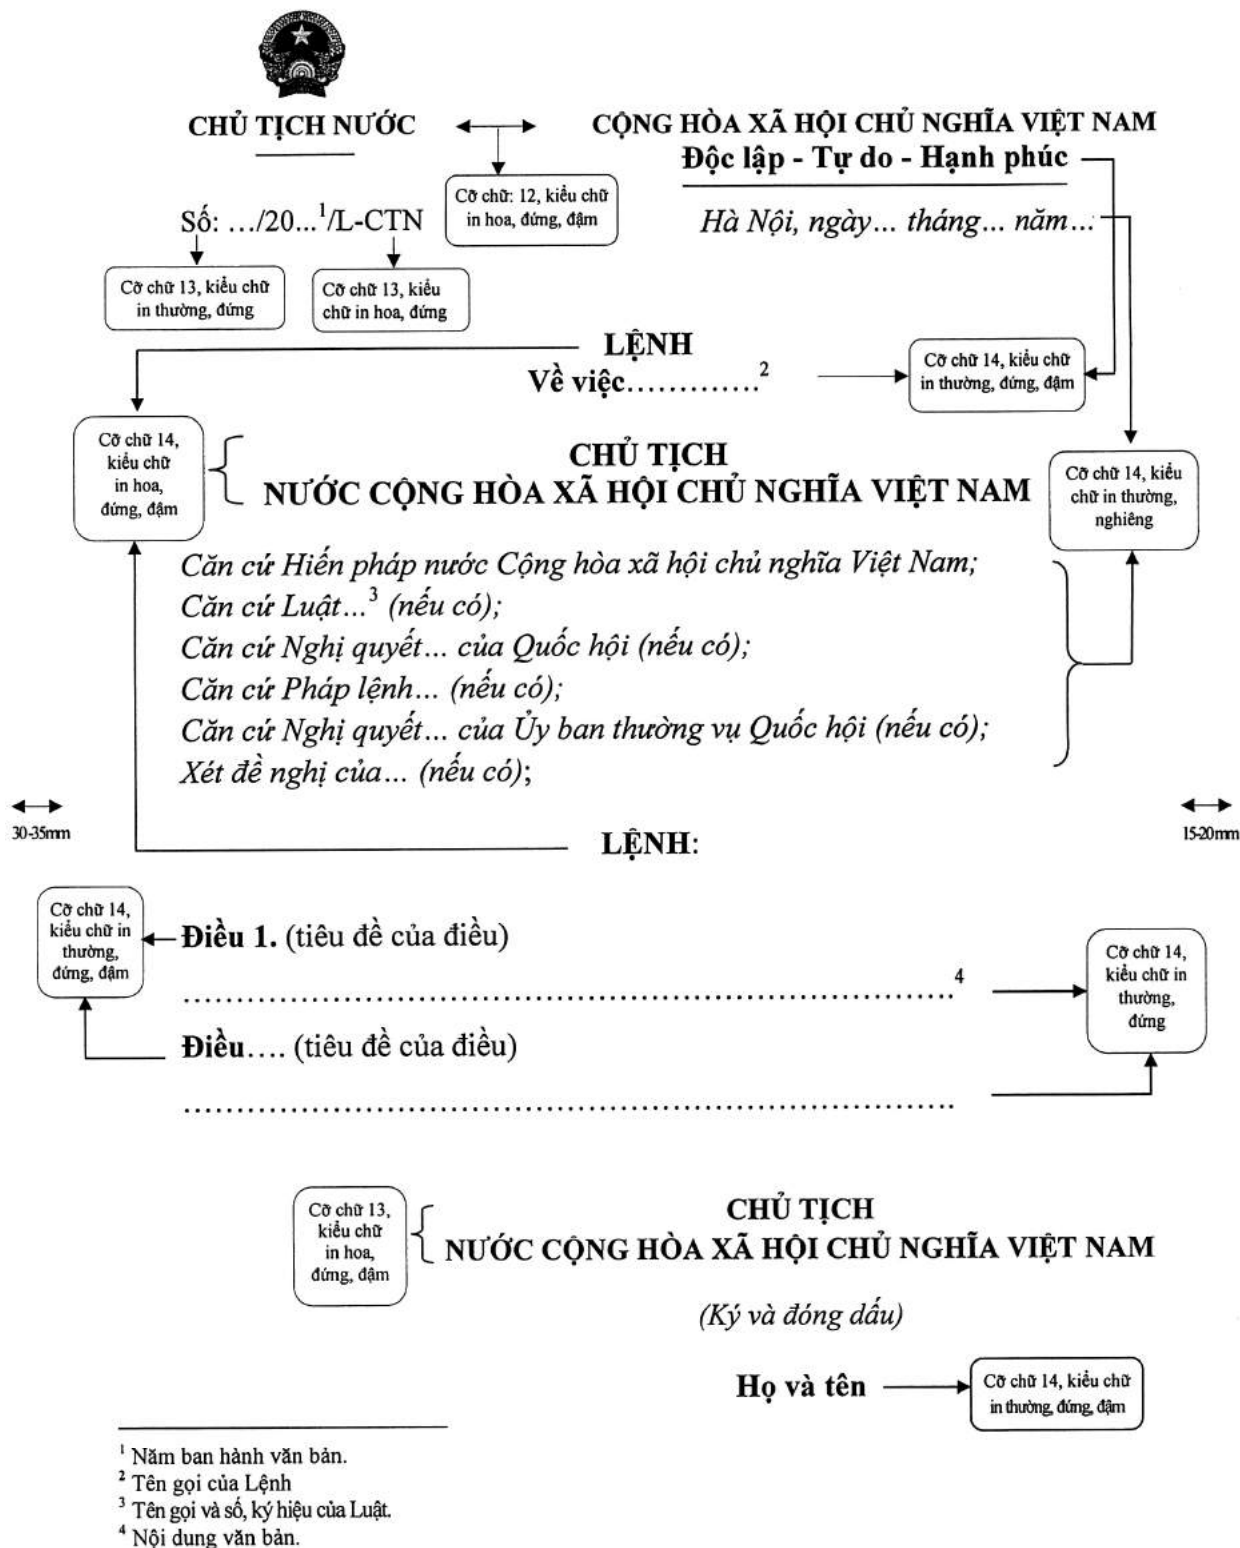 CHỦ TỊCH NƯỚC
CỘNG HÒA XÃ HỘI CHỦ NGHĨA VIỆT NAM
Độc lập - Tự do - Hạnh phúc
Cỡ chữ: 12, kiểu chữ
in hoa, đứng, đậm
Số: .../20...¹/L-CTN
Hà Nội, ngày... tháng... năm...
Cỡ chữ 13, kiểu chữ
in thường, đứng
Cỡ chữ 13, kiểu
chữ in hoa, đứng
LỆNH
Về việc.............²
Cỡ chữ 14, kiểu chữ
in thường, đứng, đậm
Cỡ chữ 14,
kiểu chữ
in hoa,
đứng, đậm
CHỦ TỊCH
NƯỚC CỘNG HÒA XÃ HỘI CHỦ NGHĨA VIỆT NAM
Cỡ chữ 14, kiểu
chữ in thường,
nghiêng
Căn cứ Hiến pháp nước Cộng hòa xã hội chủ nghĩa Việt Nam;
Căn cứ Luật...³ (nếu có);
Căn cứ Nghị quyết... của Quốc hội (nếu có);
Căn cứ Pháp lệnh... (nếu có);
Căn cứ Nghị quyết... của Ủy ban thường vụ Quốc hội (nếu có);
Xét đề nghị của... (nếu có);
30-35mm
15-20mm
LỆNH:
Cỡ chữ 14,
kiểu chữ in
thường,
đứng, đậm
Điều 1. (tiêu đề của điều)
......................................................................⁴
Cỡ chữ 14,
kiểu chữ in
thường,
đứng
Điều.... (tiêu đề của điều)
......................................................................
Cỡ chữ 13,
kiểu chữ
in hoa,
đứng, đậm
CHỦ TỊCH
NƯỚC CỘNG HÒA XÃ HỘI CHỦ NGHĨA VIỆT NAM
(Ký và đóng dấu)
Họ và tên
Cỡ chữ 14, kiểu chữ
in thường, đứng, đậm
¹ Năm ban hành văn bản.
² Tên gọi của Lệnh
³ Tên gọi và số, ký hiệu của Luật.
⁴ Nội dung văn bản.